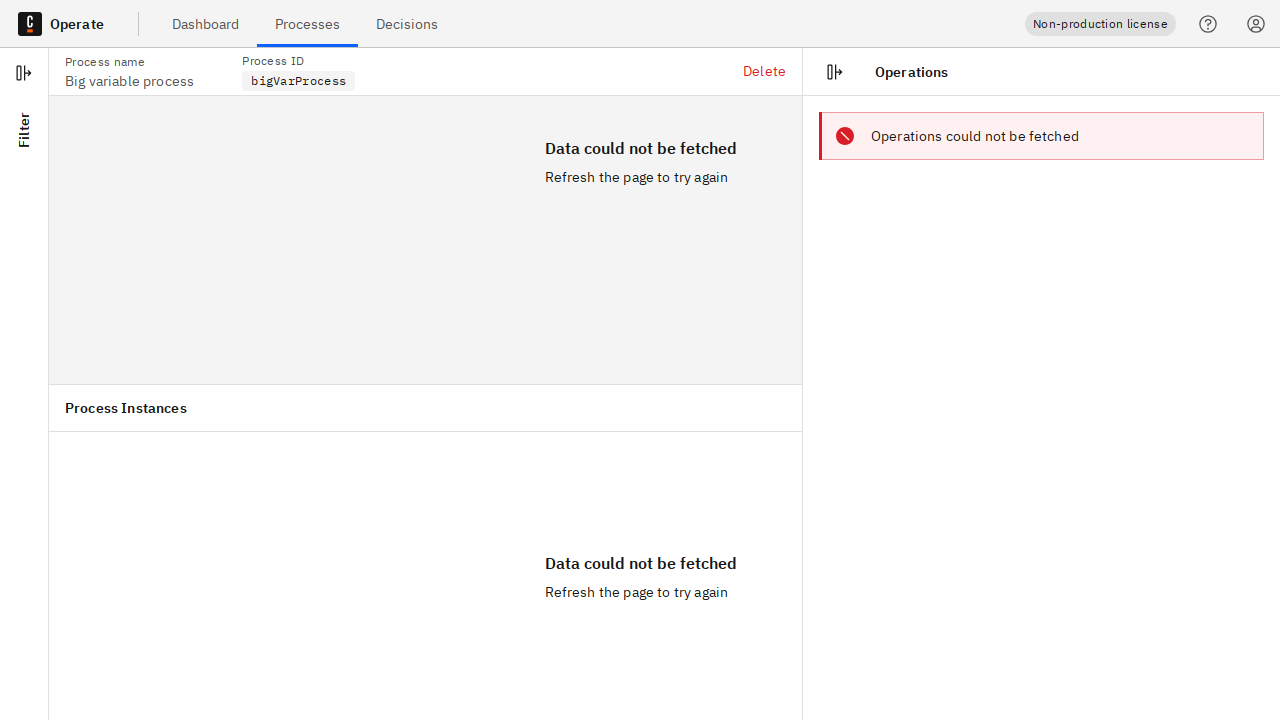 Operate
Dashboard
Processes
Decisions
Non-production license
Process name
Big variable process
Process ID
bigVarProcess
Delete
Operations
Filter
Data could not be fetched
Refresh the page to try again
Operations could not be fetched
Process Instances
Data could not be fetched
Refresh the page to try again